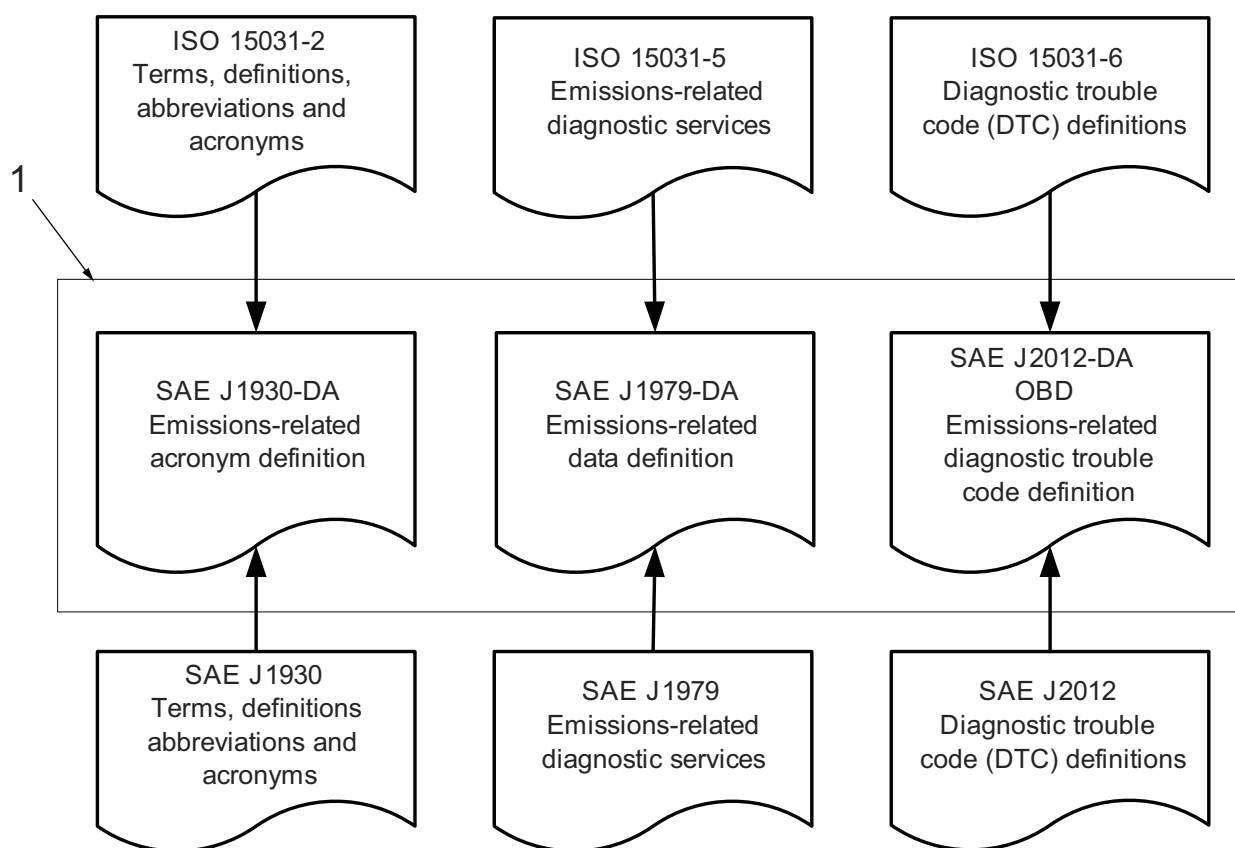 ISO 15031-2
Terms, definitions,
abbreviations and
acronyms
ISO 15031-5
Emissions-related
diagnostic services
ISO 15031-6
Diagnostic trouble
code (DTC) definitions
1
SAE J1930-DA
Emissions-related
acronym definition
SAE J1979-DA
Emissions-related
data definition
SAE J2012-DA
OBD
Emissions-related
diagnostic trouble
code definition
SAE J1930
Terms, definitions
abbreviations and
acronyms
SAE J1979
Emissions-related
diagnostic services
SAE J2012
Diagnostic trouble
code (DTC) definitions